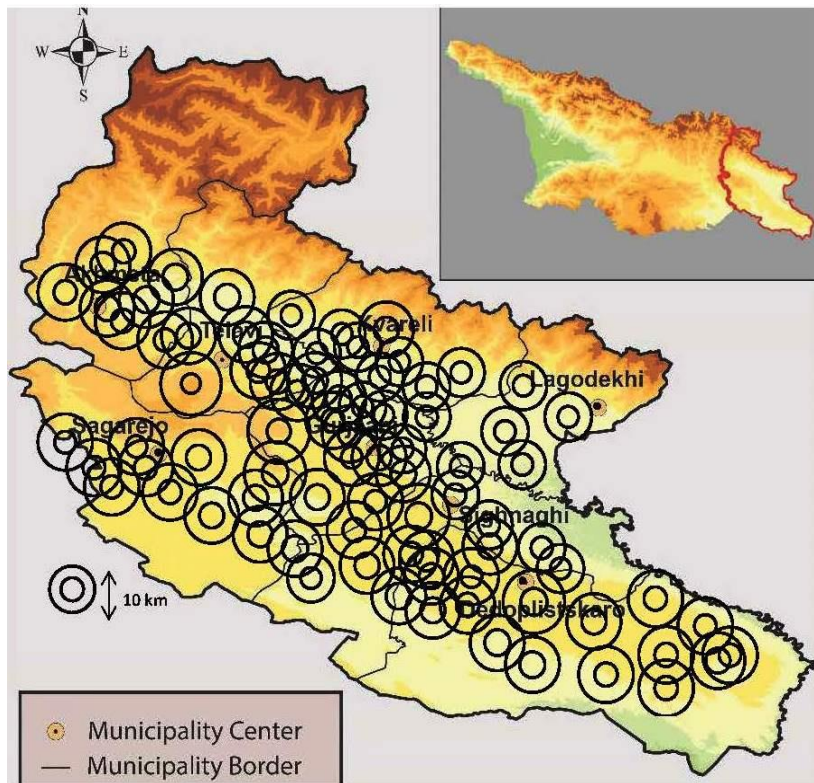 N
W E
S
Akhmeta
Telavi
Kvareli
Lagodekhi
Sagarejo
Gurjaani
Sighnaghi
Dedoplistskaro
10 km
Municipality Center
Municipality Border